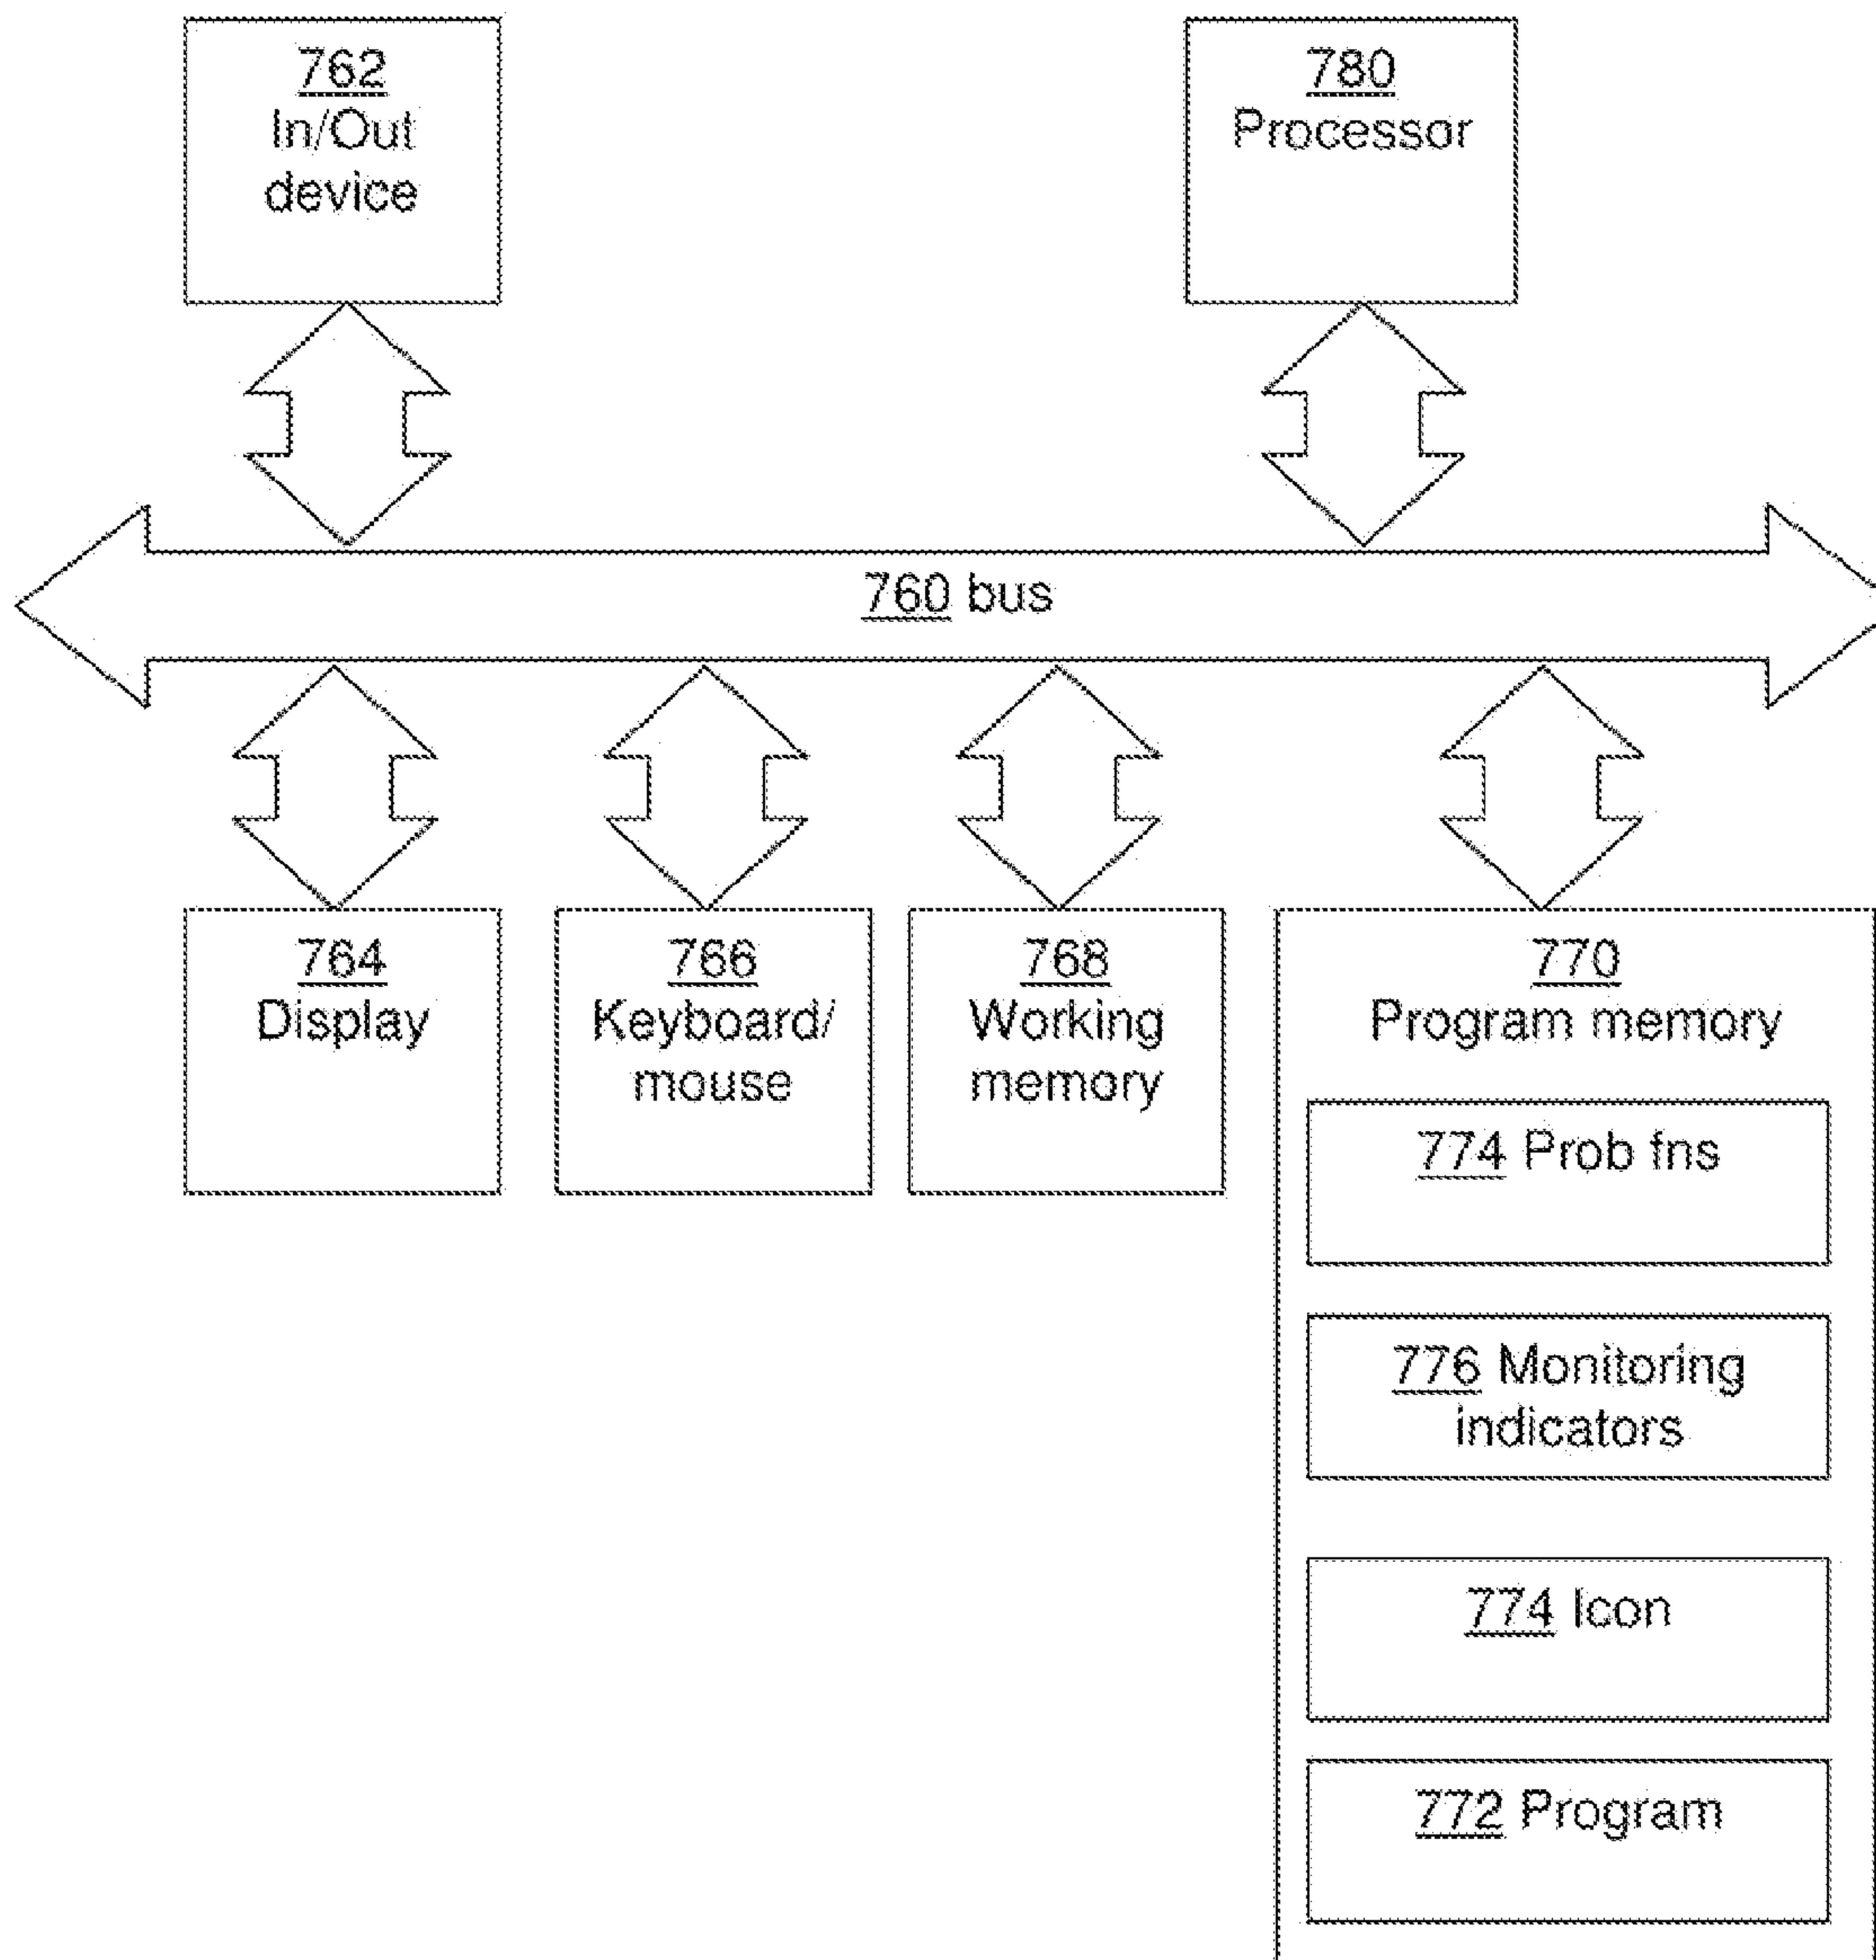 762
In/Out
device
780
Processor
760 bus
764
Display
766
Keyboard/
mouse
768
Working
memory
770
Program memory
774 Prob fns
776 Monitoring
indicators
774 Icon
772 Program